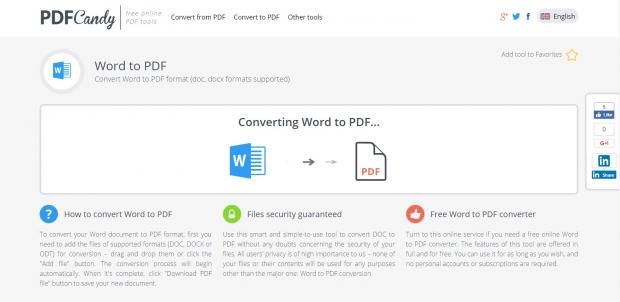 PDFCandy
free online
PDF tools
Convert from PDF Convert to PDF Other tools
English
Word to PDF
Convert Word to PDF format (doc, docx formats supported)
Add tool to Favorites
Converting Word to PDF...
W
PDF
5
Like
0
G+
in
in Share
How to convert Word to PDF
To convert your Word document to PDF format, first you
need to add the files of supported formats (DOC, DOCX or
ODT) for conversion – drag and drop them or click the
"Add file" button. The conversion process will begin
automatically. When it's complete, click "Download PDF
file" button to save your new document.
Files security guaranteed
Use this smart and simple-to-use tool to convert DOC to
PDF without any doubts concerning the security of your
files. All users' privacy is of high importance to us – none
of your files or their contents will be used for any purposes
other than the major one: Word to PDF conversion.
Free Word to PDF converter
Turn to this online service if you need a free online Word
to PDF converter. The features of this tool are offered in
full and for free. You can use it for as long as you wish, and
no personal accounts or subscriptions are required.